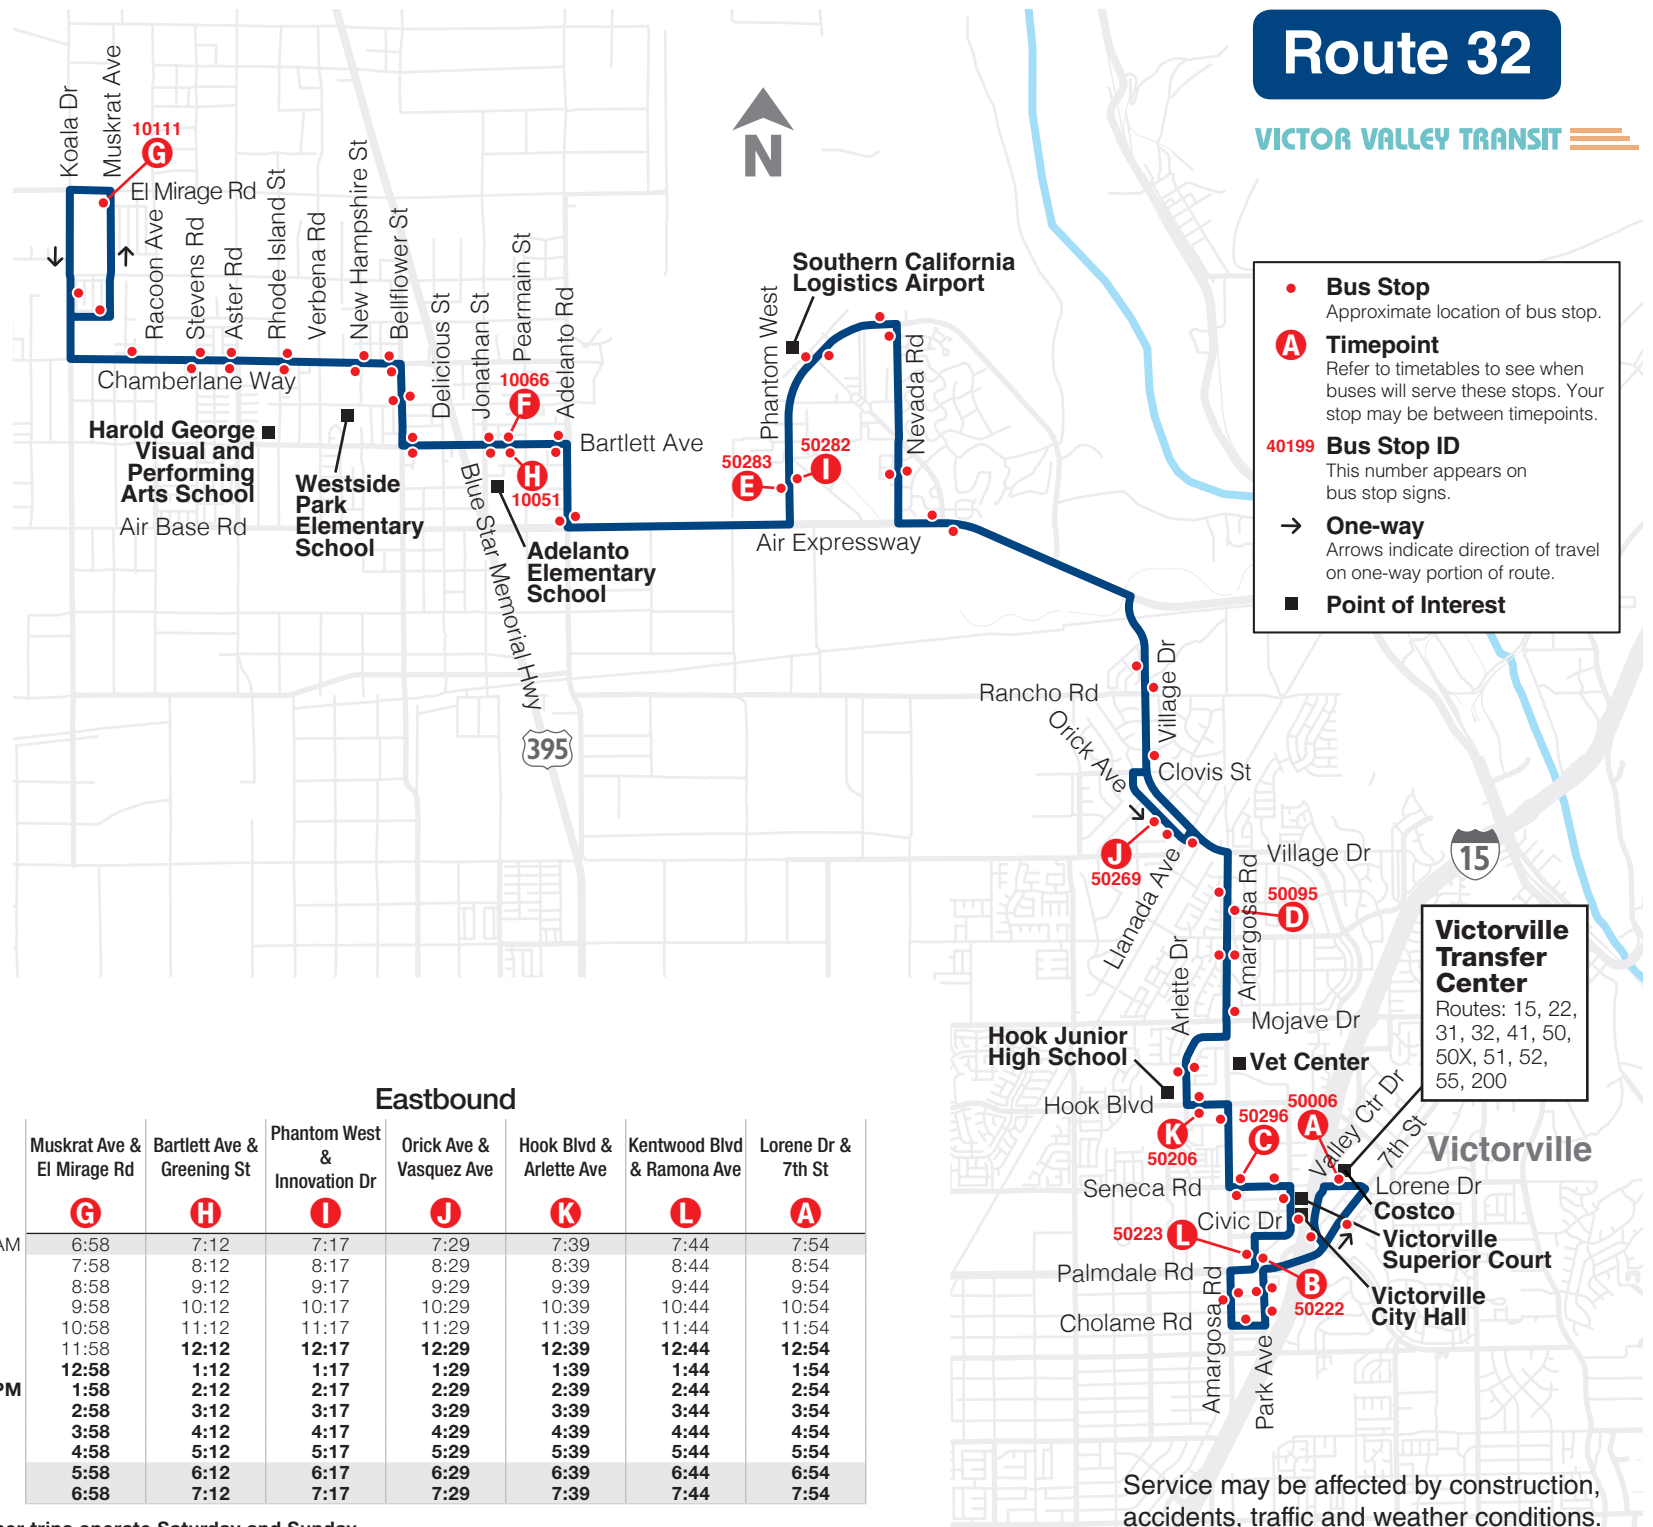 Route 32
VICTOR VALLEY TRANSIT
Koala Dr
Muskrat Ave
10111
G
El Mirage Rd
Racoon Ave
Stevens Rd
Aster Rd
Rhode Island St
Verbena Rd
New Hampshire St
Bellflower St
Delicious St
Jonathan St
Pearmain St
Adelanto Rd
N
Southern California
Logistics Airport
Phantom West
Nevada Rd
Bus Stop
Approximate location of bus stop.
A
Timepoint
Refer to timetables to see when
buses will serve these stops. Your
stop may be between timepoints.
40199
Bus Stop ID
This number appears on
bus stop signs.
One-way
Arrows indicate direction of travel
on one-way portion of route.
Point of Interest
Chamberlane Way
10066
F
Bartlett Ave
Harold George
Visual and
Performing
Arts School
Westside
Park
Elementary
School
Air Base Rd
H
10051
Blue Star Memorial Hwy
Adelanto
Elementary
School
50283
E
50282
I
Air Expressway
395
Rancho Rd
Village Dr
Orick Ave
Clovis St
J
50269
Llanada Ave
Village Dr
15
Amargosa Rd
50095
D
Arlette Dr
Mojave Dr
Victorville
Transfer
Center
Routes: 15, 22,
31, 32, 41, 50,
50X, 51, 52,
55, 200
Hook Junior
High School
Vet Center
Hook Blvd
K
50206
50296
C
50006
A
Valley Ctr Dr
7th St
Victorville
Seneca Rd
Lorene Dr
Costco
Civic Dr
50223
L
Victorville
Superior Court
Palmdale Rd
B
50222
Victorville
City Hall
Cholame Rd
Amargosa Rd
Park Ave
Eastbound
Muskrat Ave &
El Mirage Rd
Bartlett Ave &
Greening St
Phantom West
&
Innovation Dr
Orick Ave &
Vasquez Ave
Hook Blvd &
Arlette Ave
Kentwood Blvd
& Ramona Ave
Lorene Dr &
7th St
G H I J K L A
AM 6:58 7:12 7:17 7:29 7:39 7:44 7:54
7:58 8:12 8:17 8:29 8:39 8:44 8:54
8:58 9:12 9:17 9:29 9:39 9:44 9:54
9:58 10:12 10:17 10:29 10:39 10:44 10:54
10:58 11:12 11:17 11:29 11:39 11:44 11:54
11:58 12:12 12:17 12:29 12:39 12:44 12:54
12:58 1:12 1:17 1:29 1:39 1:44 1:54
PM 1:58 2:12 2:17 2:29 2:39 2:44 2:54
2:58 3:12 3:17 3:29 3:39 3:44 3:54
3:58 4:12 4:17 4:29 4:39 4:44 4:54
4:58 5:12 5:17 5:29 5:39 5:44 5:54
5:58 6:12 6:17 6:29 6:39 6:44 6:54
6:58 7:12 7:17 7:29 7:39 7:44 7:54
trips operate Saturday and Sunday
Service may be affected by construction,
accidents, traffic and weather conditions.